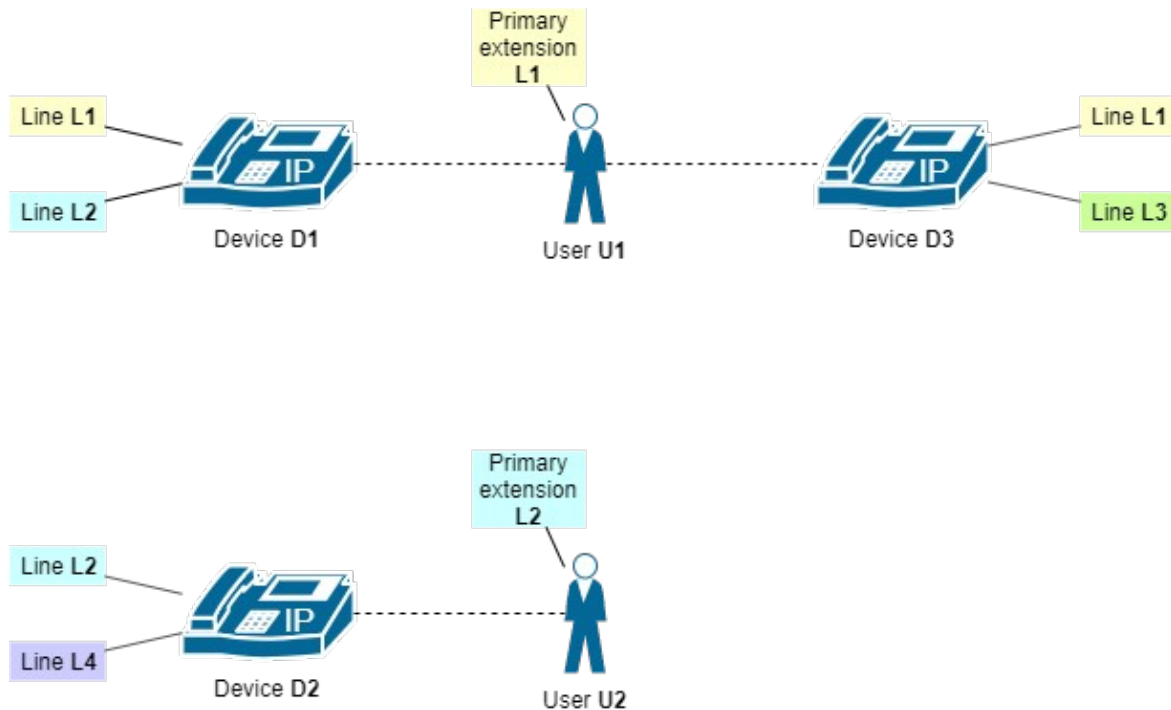 Primary
extension
L1
Line L1
Line L1
IP
IP
Line L2
Line L3
Device D1
User U1
Device D3
Primary
extension
L2
Line L2
IP
Line L4
Device D2
User U2